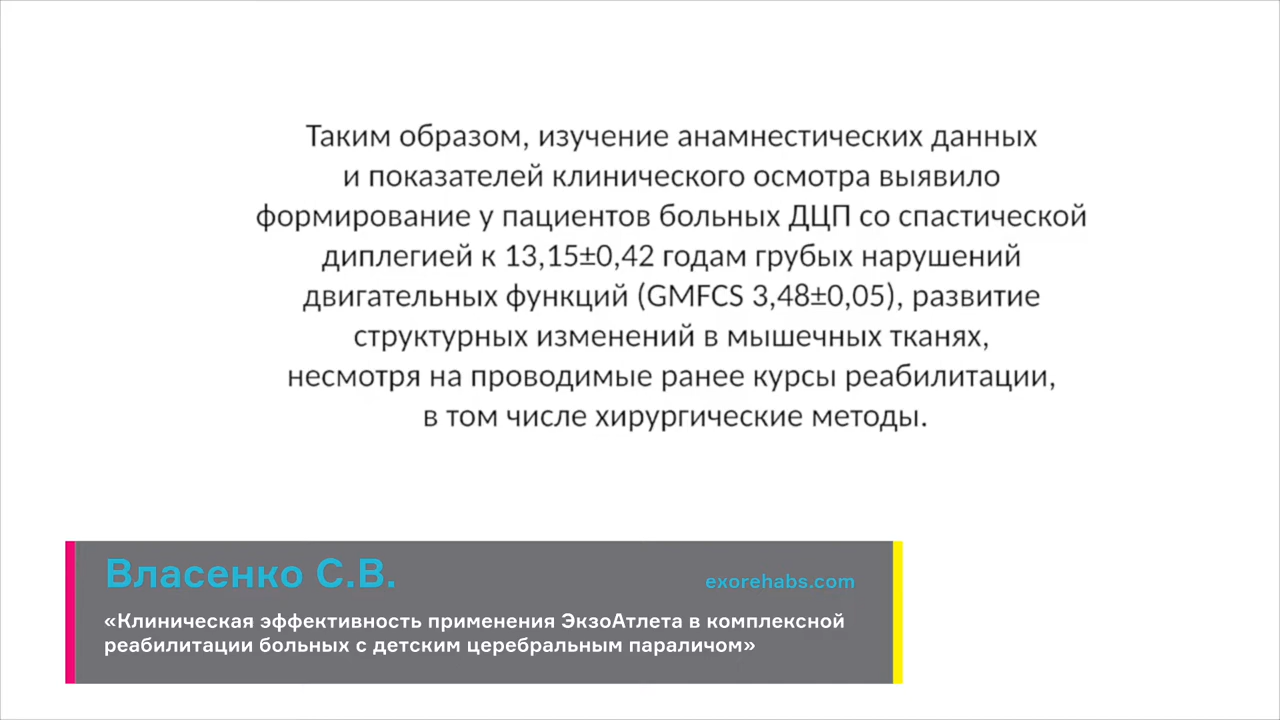 Таким образом, изучение анамнестических данных
и показателей клинического осмотра выявило
формирование у пациентов больных ДЦП со спастической
диплегией к 13,15±0,42 годам грубых нарушений
двигательных функций (GMFCS 3,48±0,05), развитие
структурных изменений в мышечных тканях,
несмотря на проводимые ранее курсы реабилитации,
в том числе хирургические методы.
Власенко С.В.
exorehabs.com
«Клиническая эффективность применения ЭкзоАтлета в комплексной
реабилитации больных с детским церебральным параличом»